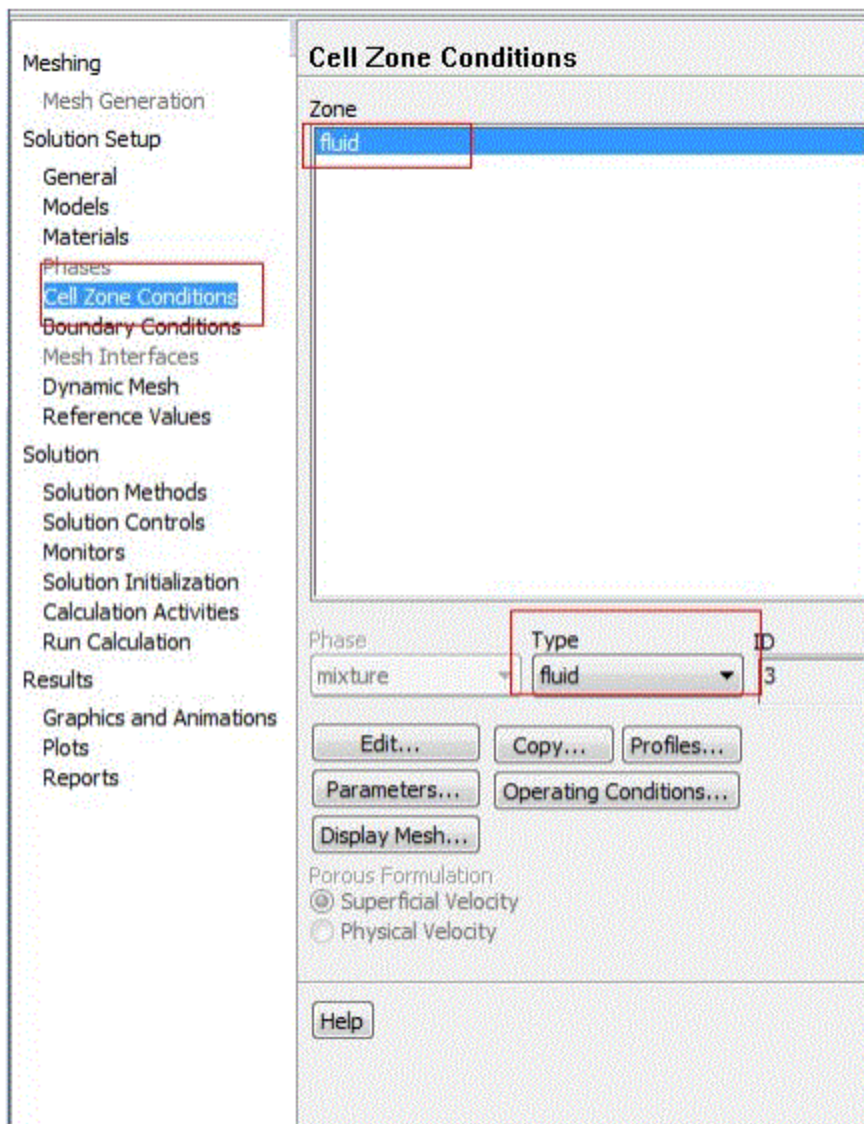 Meshing
Mesh Generation
Solution Setup
General
Models
Materials
Phases
Cell Zone Conditions
Boundary Conditions
Mesh Interfaces
Dynamic Mesh
Reference Values
Solution
Solution Methods
Solution Controls
Monitors
Solution Initialization
Calculation Activities
Run Calculation
Results
Graphics and Animations
Plots
Reports
Cell Zone Conditions
Zone
fluid
Phase Type ID
mixture fluid 3
Edit... Copy... Profiles...
Parameters... Operating Conditions...
Display Mesh...
Porous Formulation
Superficial Velocity
Physical Velocity
Help